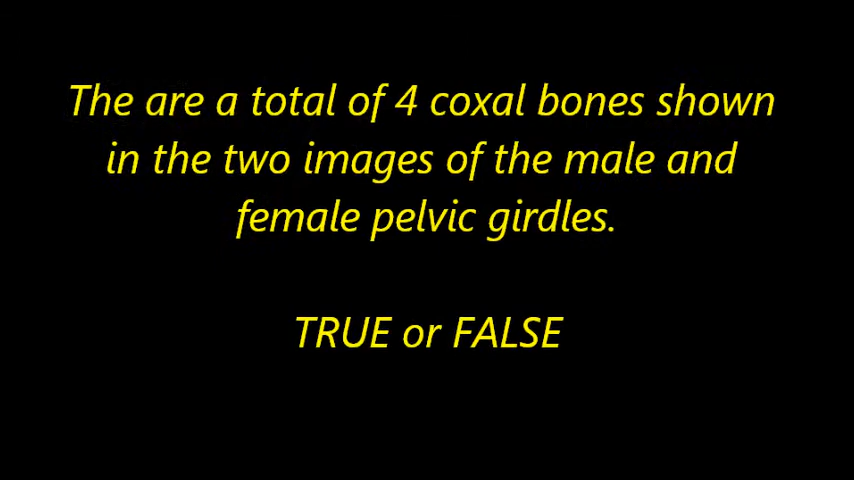 The are a total of 4 coxal bones shown
in the two images of the male and
female pelvic girdles.
TRUE or FALSE